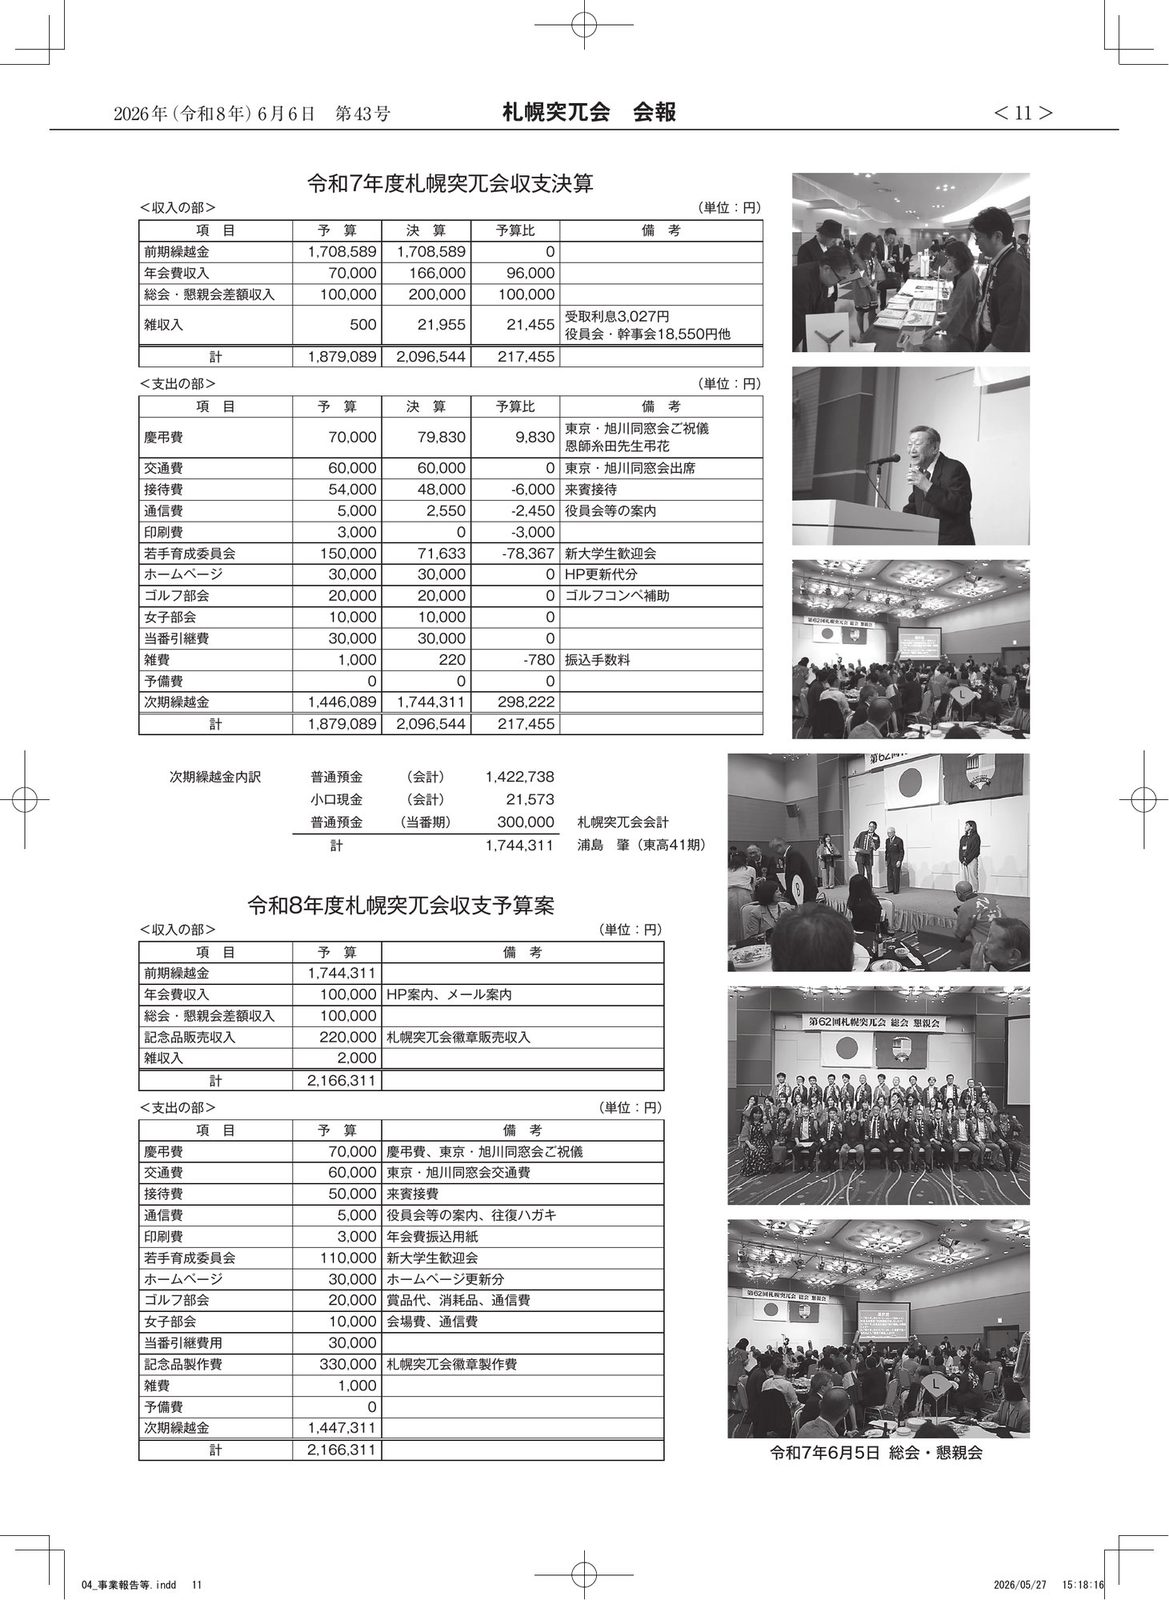 2026年（令和8年）6月6日　第43号　札幌突兀会　会報　＜11＞
令和7年度札幌突兀会収支決算
＜収入の部＞　（単位：円）
項　目　予　算　決　算　予算比　備　考
前期繰越金　1,708,589　1,708,589　0
年会費収入　70,000　166,000　96,000
総会・懇親会差額収入　100,000　200,000　100,000
雑収入　500　21,955　21,455　受取利息3,027円
役員会・幹事会18,550円他
計　1,879,089　2,096,544　217,455
＜支出の部＞　（単位：円）
項　目　予　算　決　算　予算比　備　考
慶弔費　70,000　79,830　9,830　東京・旭川同窓会ご祝儀
恩師糸田先生弔花
交通費　60,000　60,000　0　東京・旭川同窓会出席
接待費　54,000　48,000　-6,000　来賓接待
通信費　5,000　2,550　-2,450　役員会等の案内
印刷費　3,000　0　-3,000
若手育成委員会　150,000　71,633　-78,367　新大学生歓迎会
ホームページ　30,000　30,000　0　HP更新代分
ゴルフ部会　20,000　20,000　0　ゴルフコンペ補助
女子部会　10,000　10,000　0
当番引継費　30,000　30,000　0
雑費　1,000　220　-780　振込手数料
予備費　0　0　0
次期繰越金　1,446,089　1,744,311　298,222
計　1,879,089　2,096,544　217,455
次期繰越金内訳　普通預金　（会計）　1,422,738
小口現金　（会計）　21,573
普通預金　（当番期）　300,000　札幌突兀会会計
計　1,744,311　浦島　肇（東高41期）
令和8年度札幌突兀会収支予算案
＜収入の部＞　（単位：円）
項　目　予　算　備　考
前期繰越金　1,744,311
年会費収入　100,000　HP案内、メール案内
総会・懇親会差額収入　100,000
記念品販売収入　220,000　札幌突兀会徽章販売収入
雑収入　2,000
計　2,166,311
＜支出の部＞　（単位：円）
項　目　予　算　備　考
慶弔費　70,000　慶弔費、東京・旭川同窓会ご祝儀
交通費　60,000　東京・旭川同窓会交通費
接待費　50,000　来賓接費
通信費　5,000　役員会等の案内、往復ハガキ
印刷費　3,000　年会費振込用紙
若手育成委員会　110,000　新大学生歓迎会
ホームページ　30,000　ホームページ更新分
ゴルフ部会　20,000　賞品代、消耗品、通信費
女子部会　10,000　会場費、通信費
当番引継費用　30,000
記念品製作費　330,000　札幌突兀会徽章製作費
雑費　1,000
予備費　0
次期繰越金　1,447,311
計　2,166,311
第62回札幌突兀会 総会 懇親会
L
第62回
8
第62回札幌突兀会 総会 懇親会
第62回札幌突兀会 総会 懇親会
L
令和7年6月5日 総会・懇親会
04_事業報告等.indd　11　2026/05/27　15:18:16